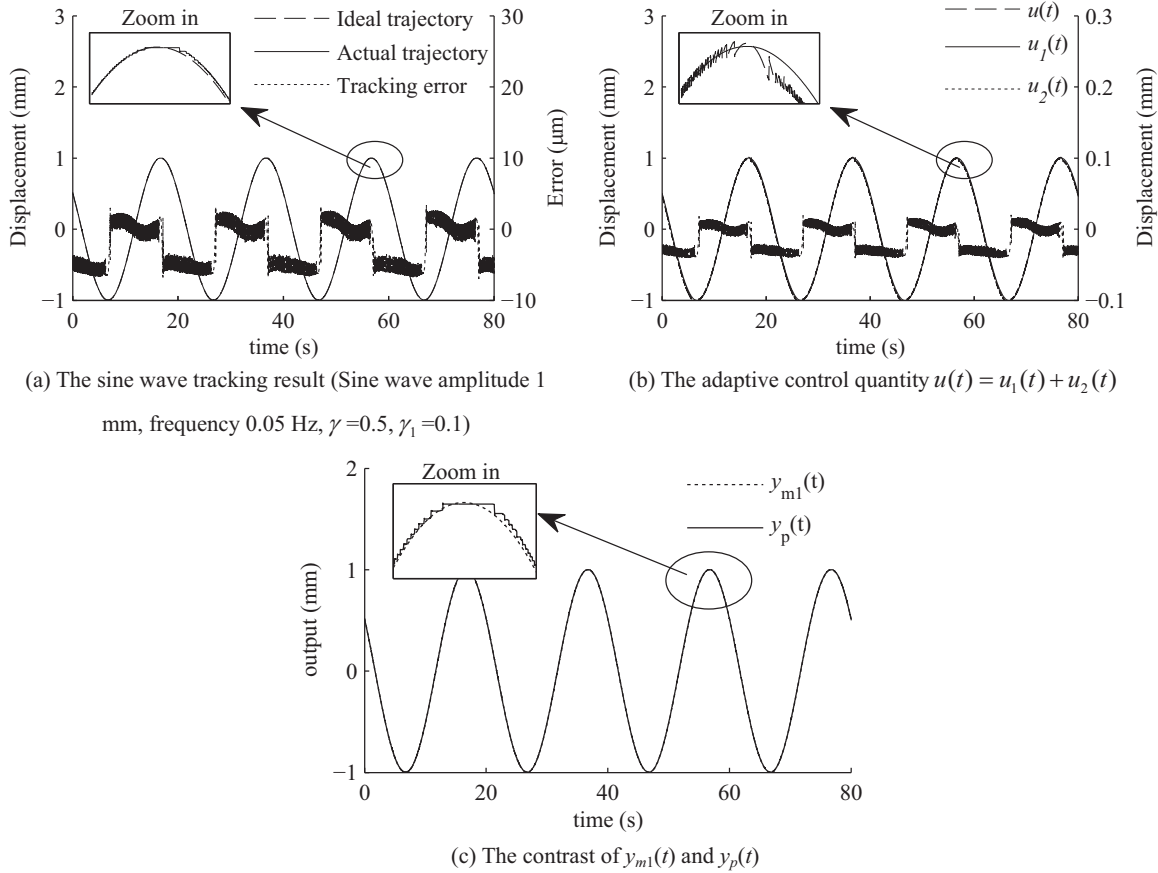 Zoom in
Ideal trajectory
Actual trajectory
Tracking error
Displacement (mm)
3
2
1
0
−1
30
20
10
0
−10
Error (μm)
0 20 40 60 80
time (s)
(a) The sine wave tracking result (Sine wave amplitude 1
mm, frequency 0.05 Hz, γ =0.5, γ₁ =0.1)
Zoom in
u(t)
u₁(t)
u₂(t)
Displacement (mm)
3
2
1
0
−1
0.3
0.2
0.1
0
−0.1
Displacement (mm)
0 20 40 60 80
time (s)
(b) The adaptive control quantity u(t) = u₁(t) + u₂(t)
Zoom in
y_m1(t)
y_p(t)
output (mm)
2
1
0
−1
0 20 40 60 80
time (s)
(c) The contrast of y_m1(t) and y_p(t)